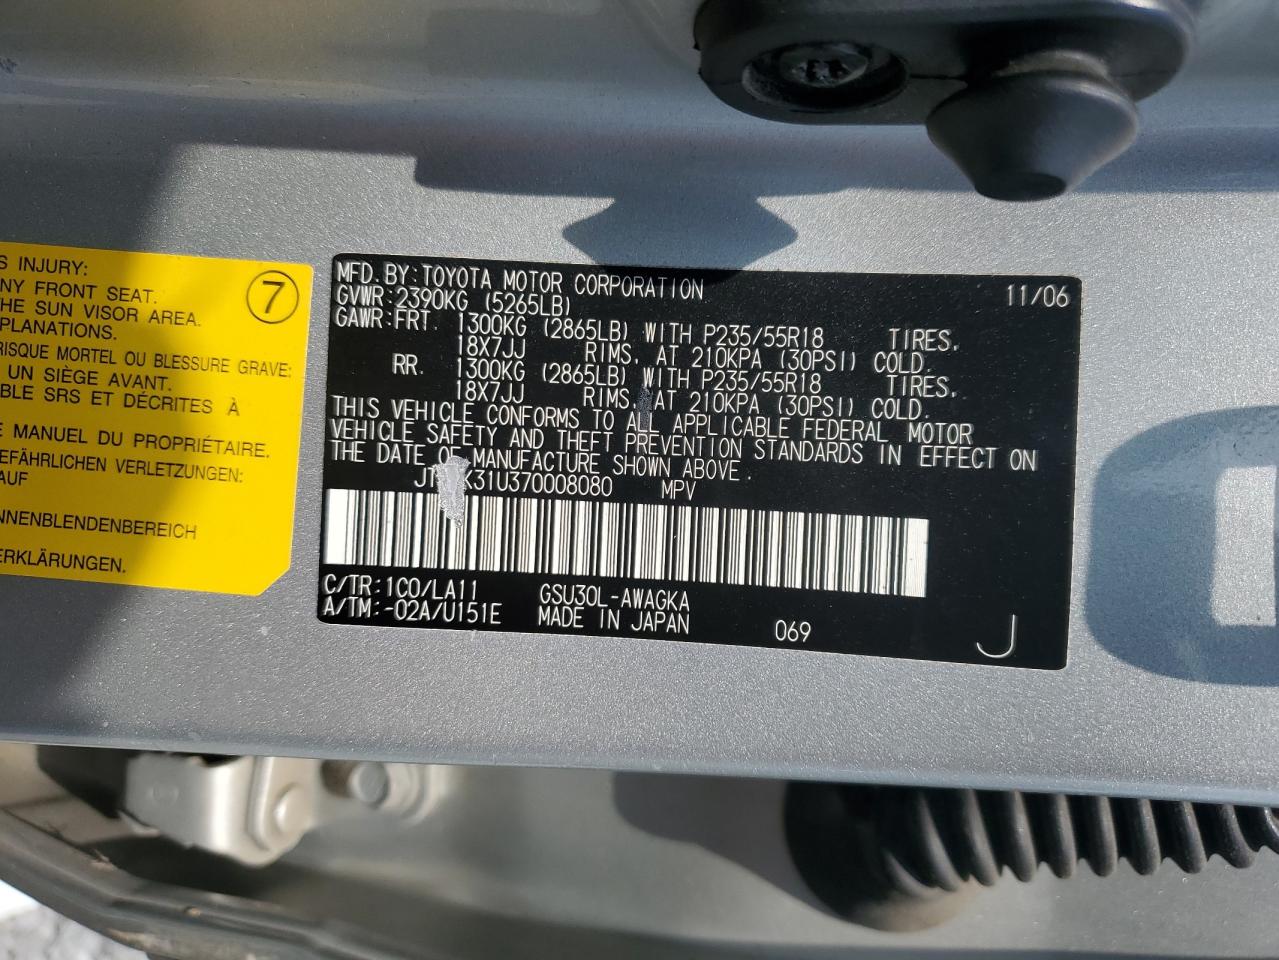 S INJURY:
NY FRONT SEAT.
HE SUN VISOR AREA.
PLANATIONS.
RISQUE MORTEL OU BLESSURE GRAVE:
UN SIÈGE AVANT.
BLE SRS ET DÉCRITES À
E MANUEL DU PROPRIÉTAIRE.
EFÄHRLICHEN VERLETZUNGEN:
AUF
NNENBLENDENBEREICH
ERKLÄRUNGEN.
7
MFD. BY: TOYOTA MOTOR CORPORATION 11/06
GVWR: 2390KG (5265LB)
GAWR: FRT. 1300KG (2865LB) WITH P235/55R18 TIRES,
18X7JJ RIMS, AT 210KPA (30PSI) COLD.
RR. 1300KG (2865LB) WITH P235/55R18 TIRES,
18X7JJ RIMS, AT 210KPA (30PSI) COLD.
THIS VEHICLE CONFORMS TO ALL APPLICABLE FEDERAL MOTOR
VEHICLE SAFETY AND THEFT PREVENTION STANDARDS IN EFFECT ON
THE DATE OF MANUFACTURE SHOWN ABOVE.
JT K31U370008080 MPV
C/TR: 1C0/LA11 GSU30L-AWAGKA
A/TM: -02A/U151E MADE IN JAPAN 069 J